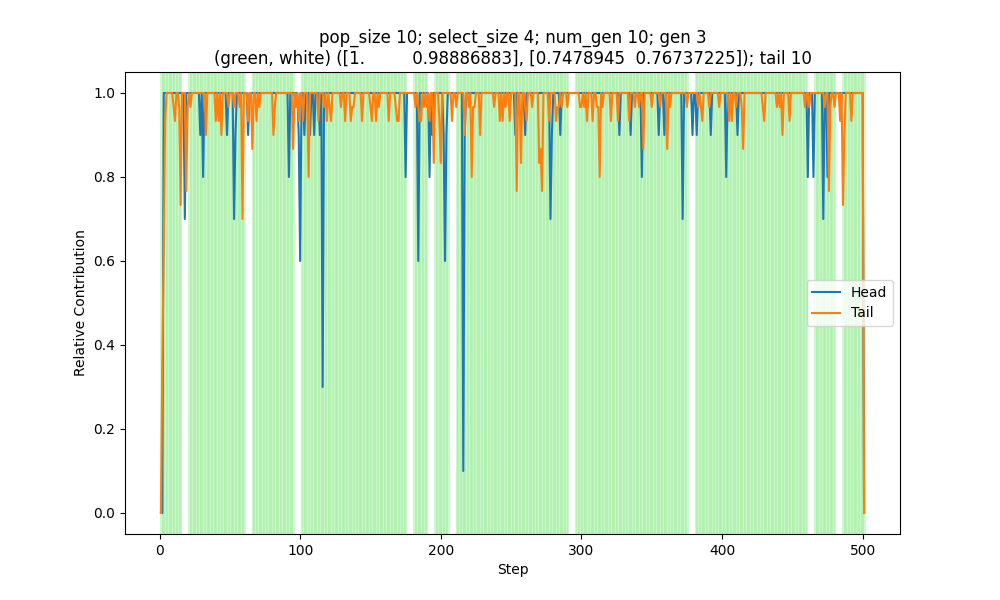 pop_size 10; select_size 4; num_gen 10; gen 3
(green, white) ([1.         0.98886883], [0.7478945  0.76737225]); tail 10
1.0
0.8
0.6
0.4
0.2
0.0
Relative Contribution
Head
Tail
0
100
200
300
400
500
Step